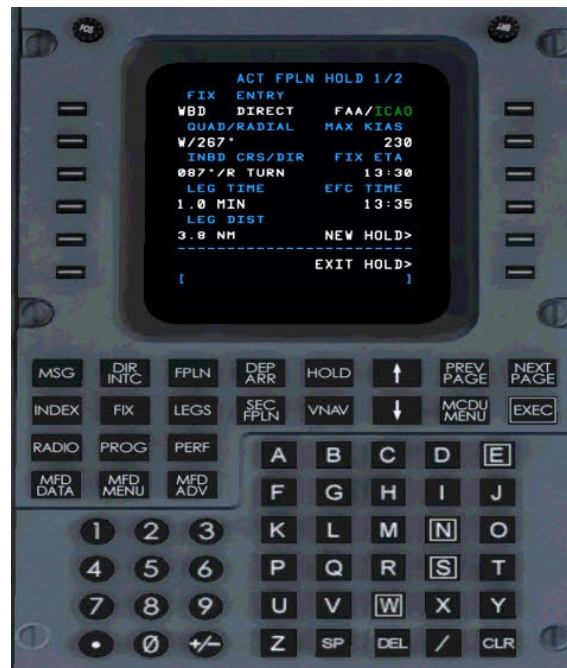 POS
BRT
ACT FPLN HOLD 1/2
FIX ENTRY
WBD DIRECT FAA/ICAO
QUAD/RADIAL MAX KIAS
W/267° 230
INBD CRS/DIR FIX ETA
087°/R TURN 13:30
LEG TIME EFC TIME
1.0 MIN 13:35
LEG DIST
3.8 NM NEW HOLD>
------------------------
EXIT HOLD>
[ ]
MSG DIR INTC FPLN DEP ARR HOLD ↑ PREV PAGE NEXT PAGE
INDEX FIX LEGS SEC FPLN VNAV ↓ MCDU MENU EXEC
RADIO PROG PERF
MFD DATA MFD MENU MFD ADV
A B C D E
F G H I J
1 2 3 K L M N O
4 5 6 P Q R S T
7 8 9 U V W X Y
. 0 +/- Z SP DEL / CLR